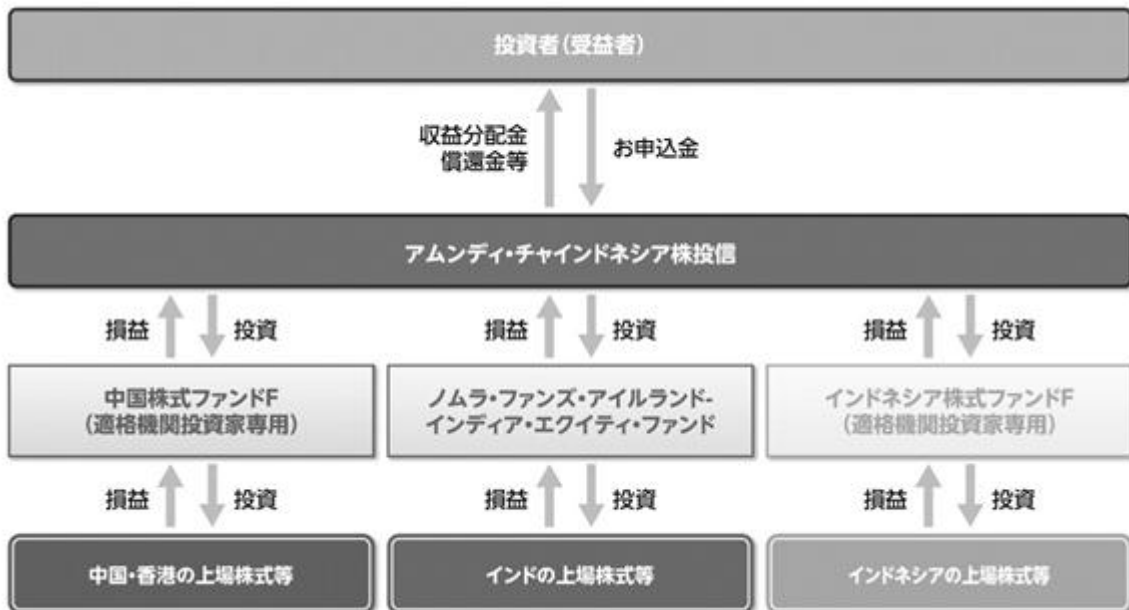 投資者(受益者)
収益分配金
償還金等
お申込金
アムンディ・チャインドネシア株投信
損益
投資
損益
投資
損益
投資
中国株式ファンドF
(適格機関投資家専用)
ノムラ・ファンズ・アイルランド-
インディア・エクイティ・ファンド
インドネシア株式ファンドF
(適格機関投資家専用)
損益
投資
損益
投資
損益
投資
中国・香港の上場株式等
インドの上場株式等
インドネシアの上場株式等